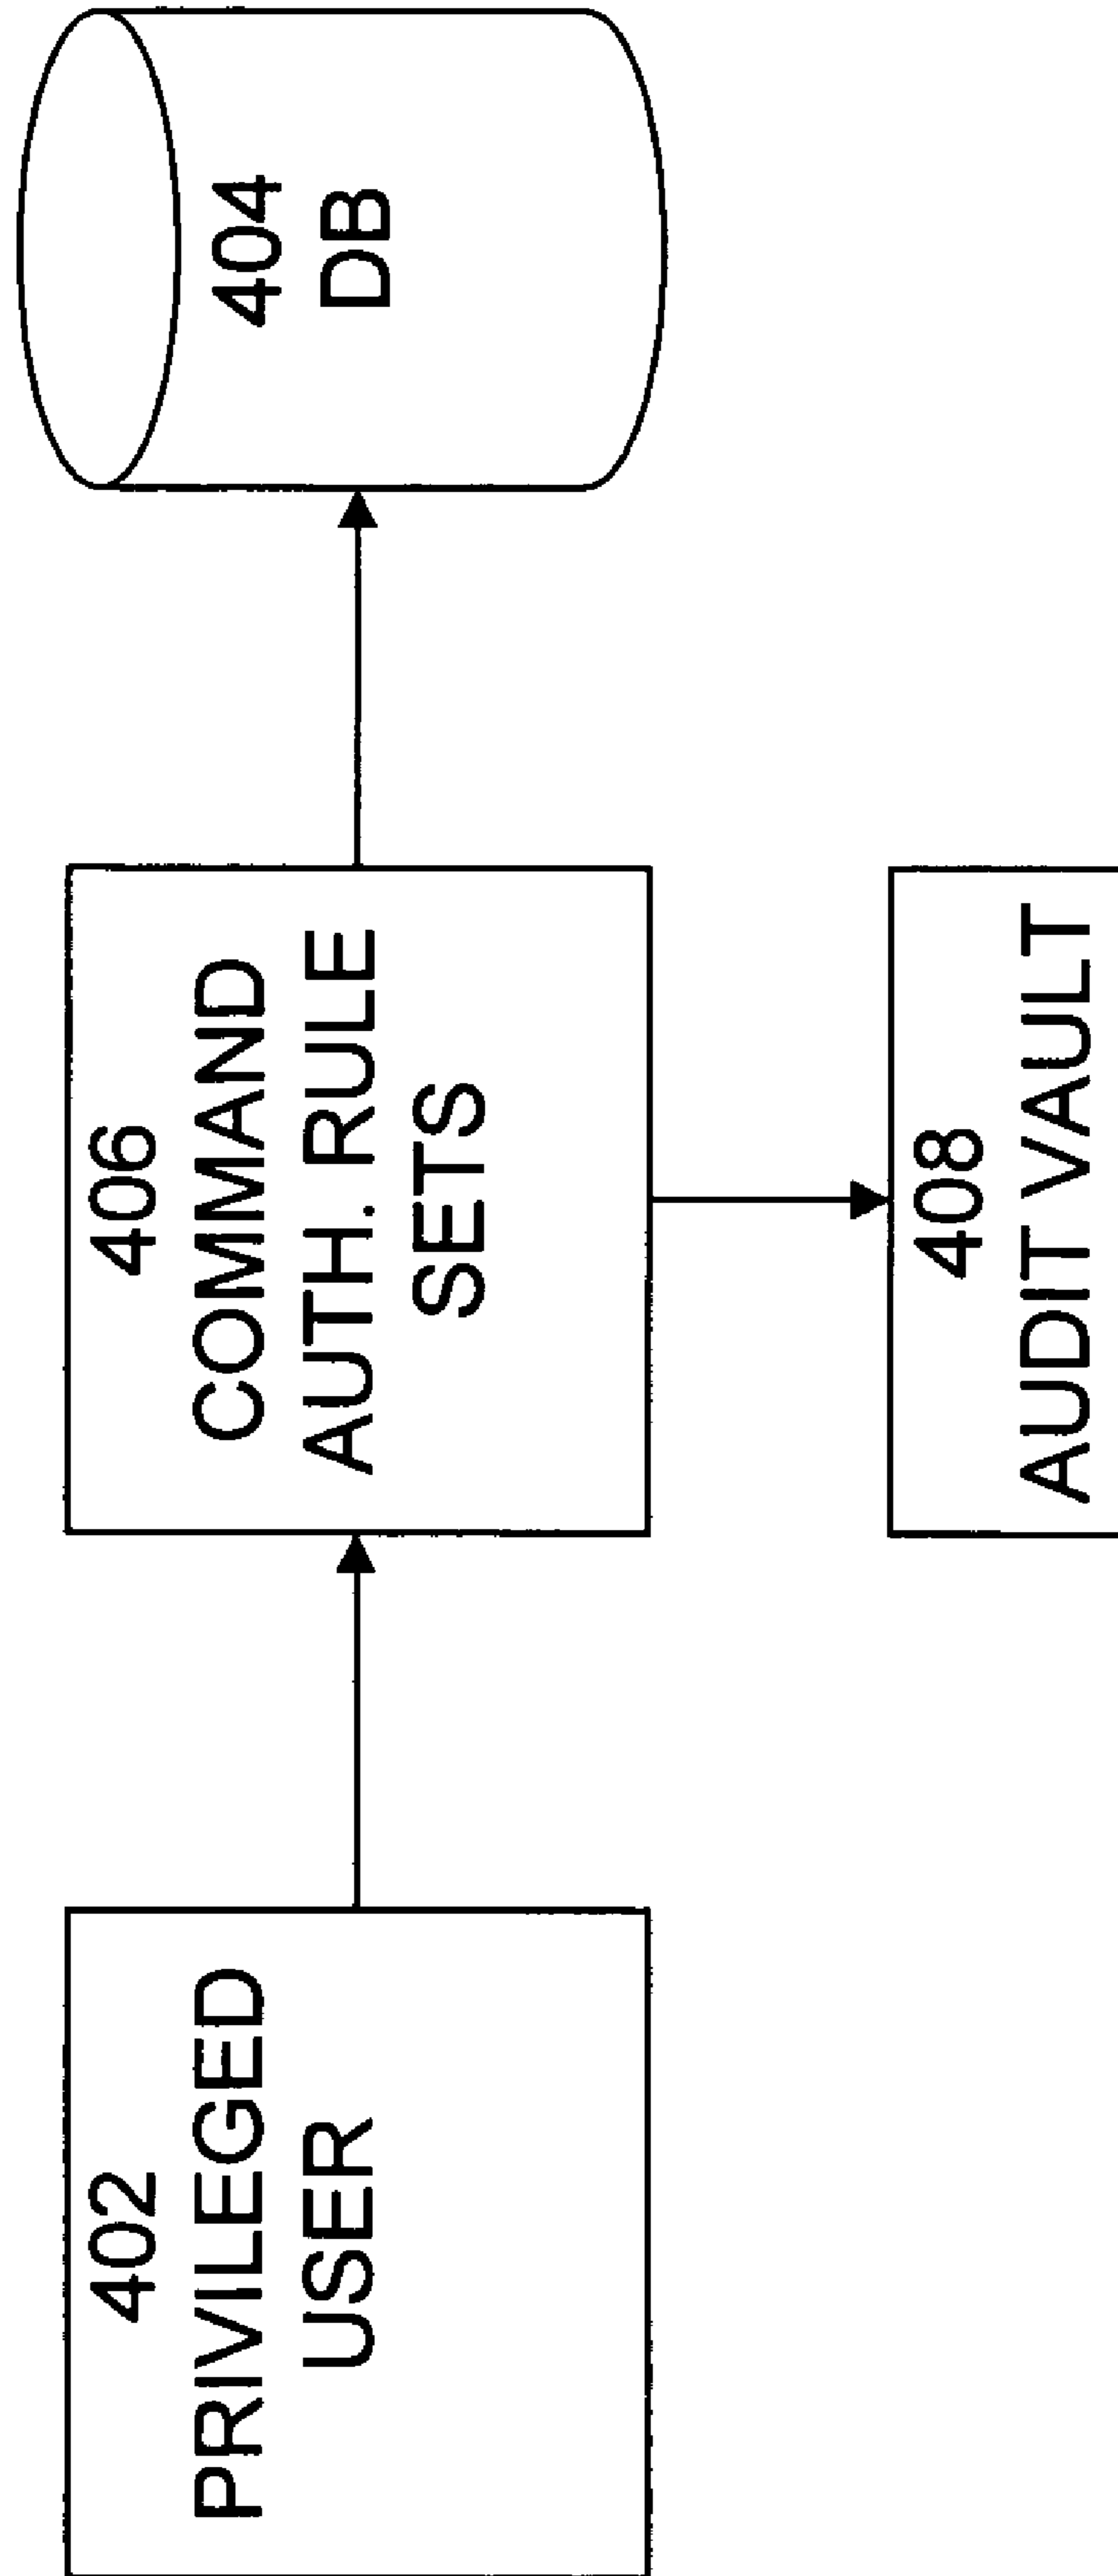 402
PRIVILEGED
USER
406
COMMAND
AUTH. RULE
SETS
404
DB
408
AUDIT VAULT